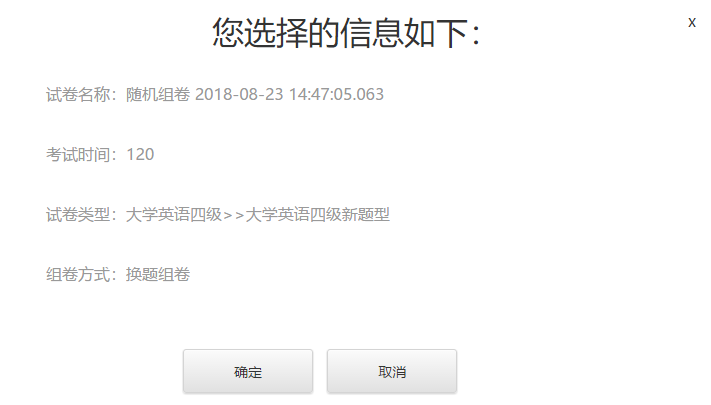 您选择的信息如下：
x
试卷名称：随机组卷 2018-08-23 14:47:05.063
考试时间：120
试卷类型：大学英语四级>>大学英语四级新题型
组卷方式：换题组卷
确定 取消